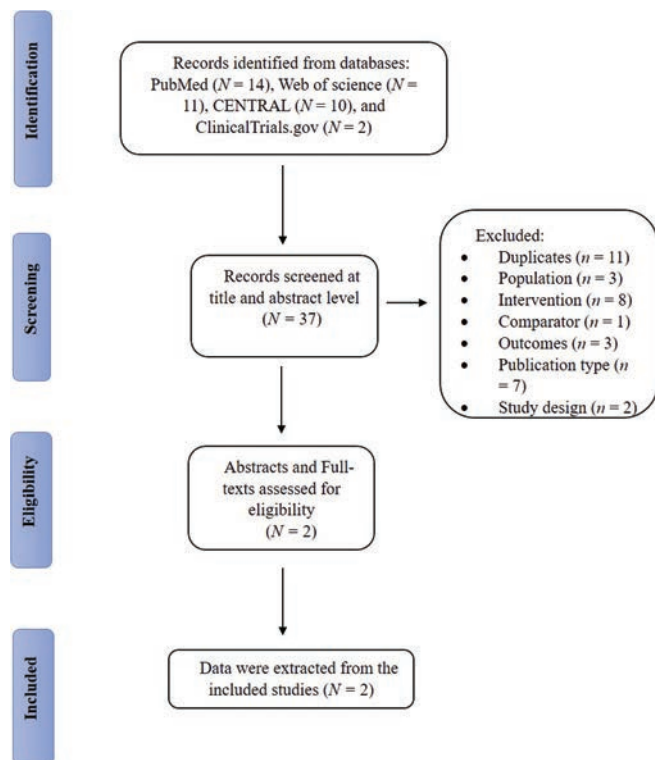 Identification
Records identified from databases:
PubMed (N = 14), Web of science (N =
11), CENTRAL (N = 10), and
ClinicalTrials.gov (N = 2)
Screening
Records screened at
title and abstract level
(N = 37)
Excluded:
• Duplicates (n = 11)
• Population (n = 3)
• Intervention (n = 8)
• Comparator (n = 1)
• Outcomes (n = 3)
• Publication type (n
= 7)
• Study design (n = 2)
Eligibility
Abstracts and Full-
texts assessed for
eligibility
(N = 2)
Included
Data were extracted from the
included studies (N = 2)